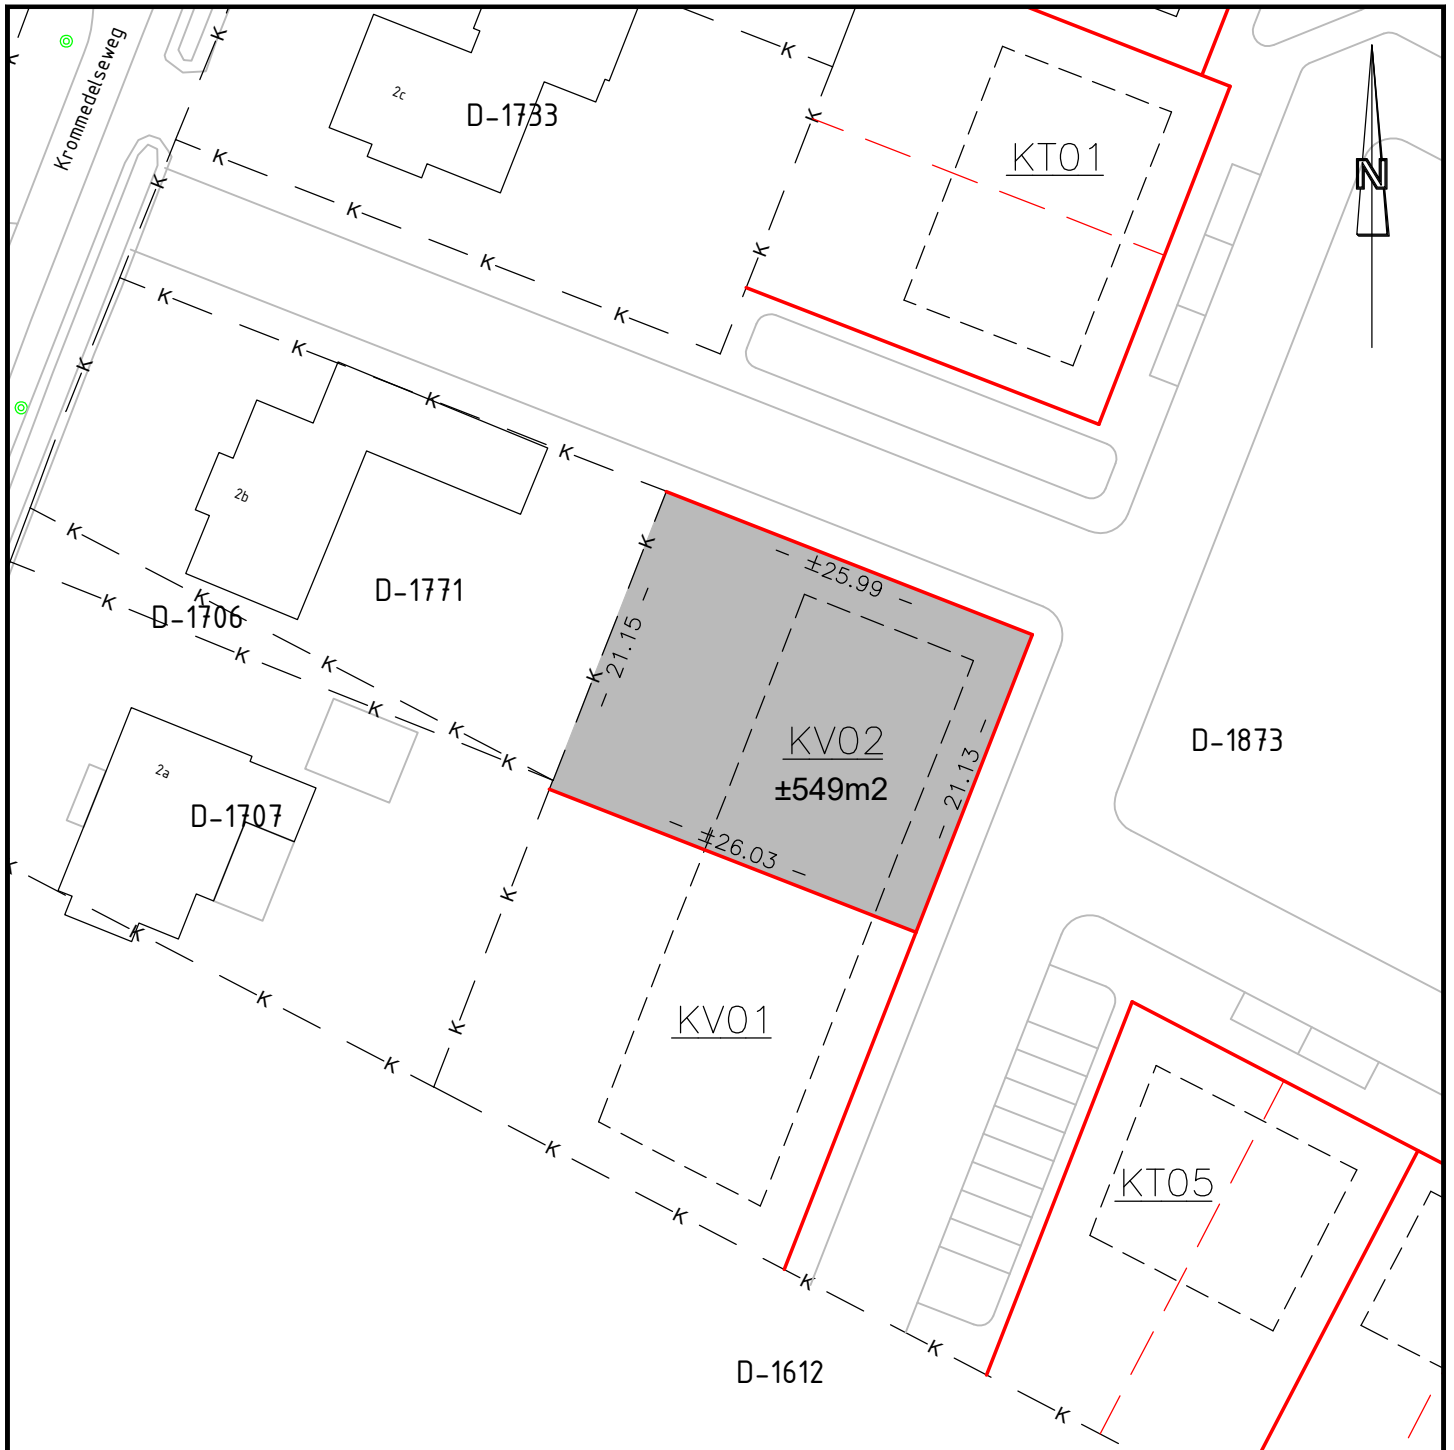 Krommedelseweg
2c
D-1733
KT01
N
2b
D-1771
D-1706
±25.99
21.15
KV02
±549m2
21.13
±26.03
D-1873
2a
D-1707
KV01
KT05
D-1612
K K K K K K K K K K K K K K K K K K K K K K K K K K K K K K K K K K K K K K K